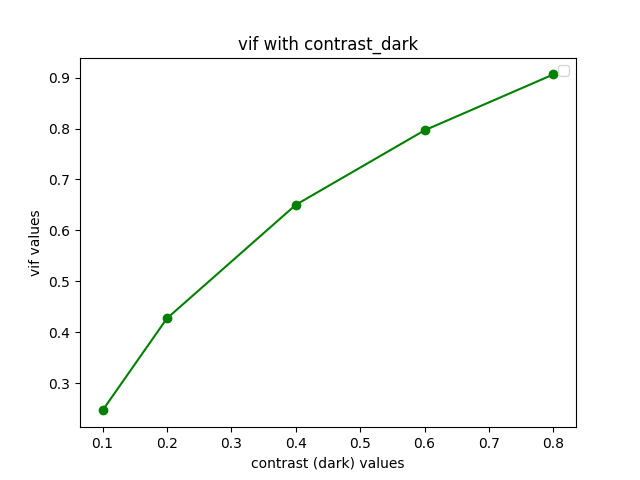 vif with contrast_dark
0.9
0.8
0.7
0.6
0.5
0.4
0.3
vif values
0.1 0.2 0.3 0.4 0.5 0.6 0.7 0.8
contrast (dark) values